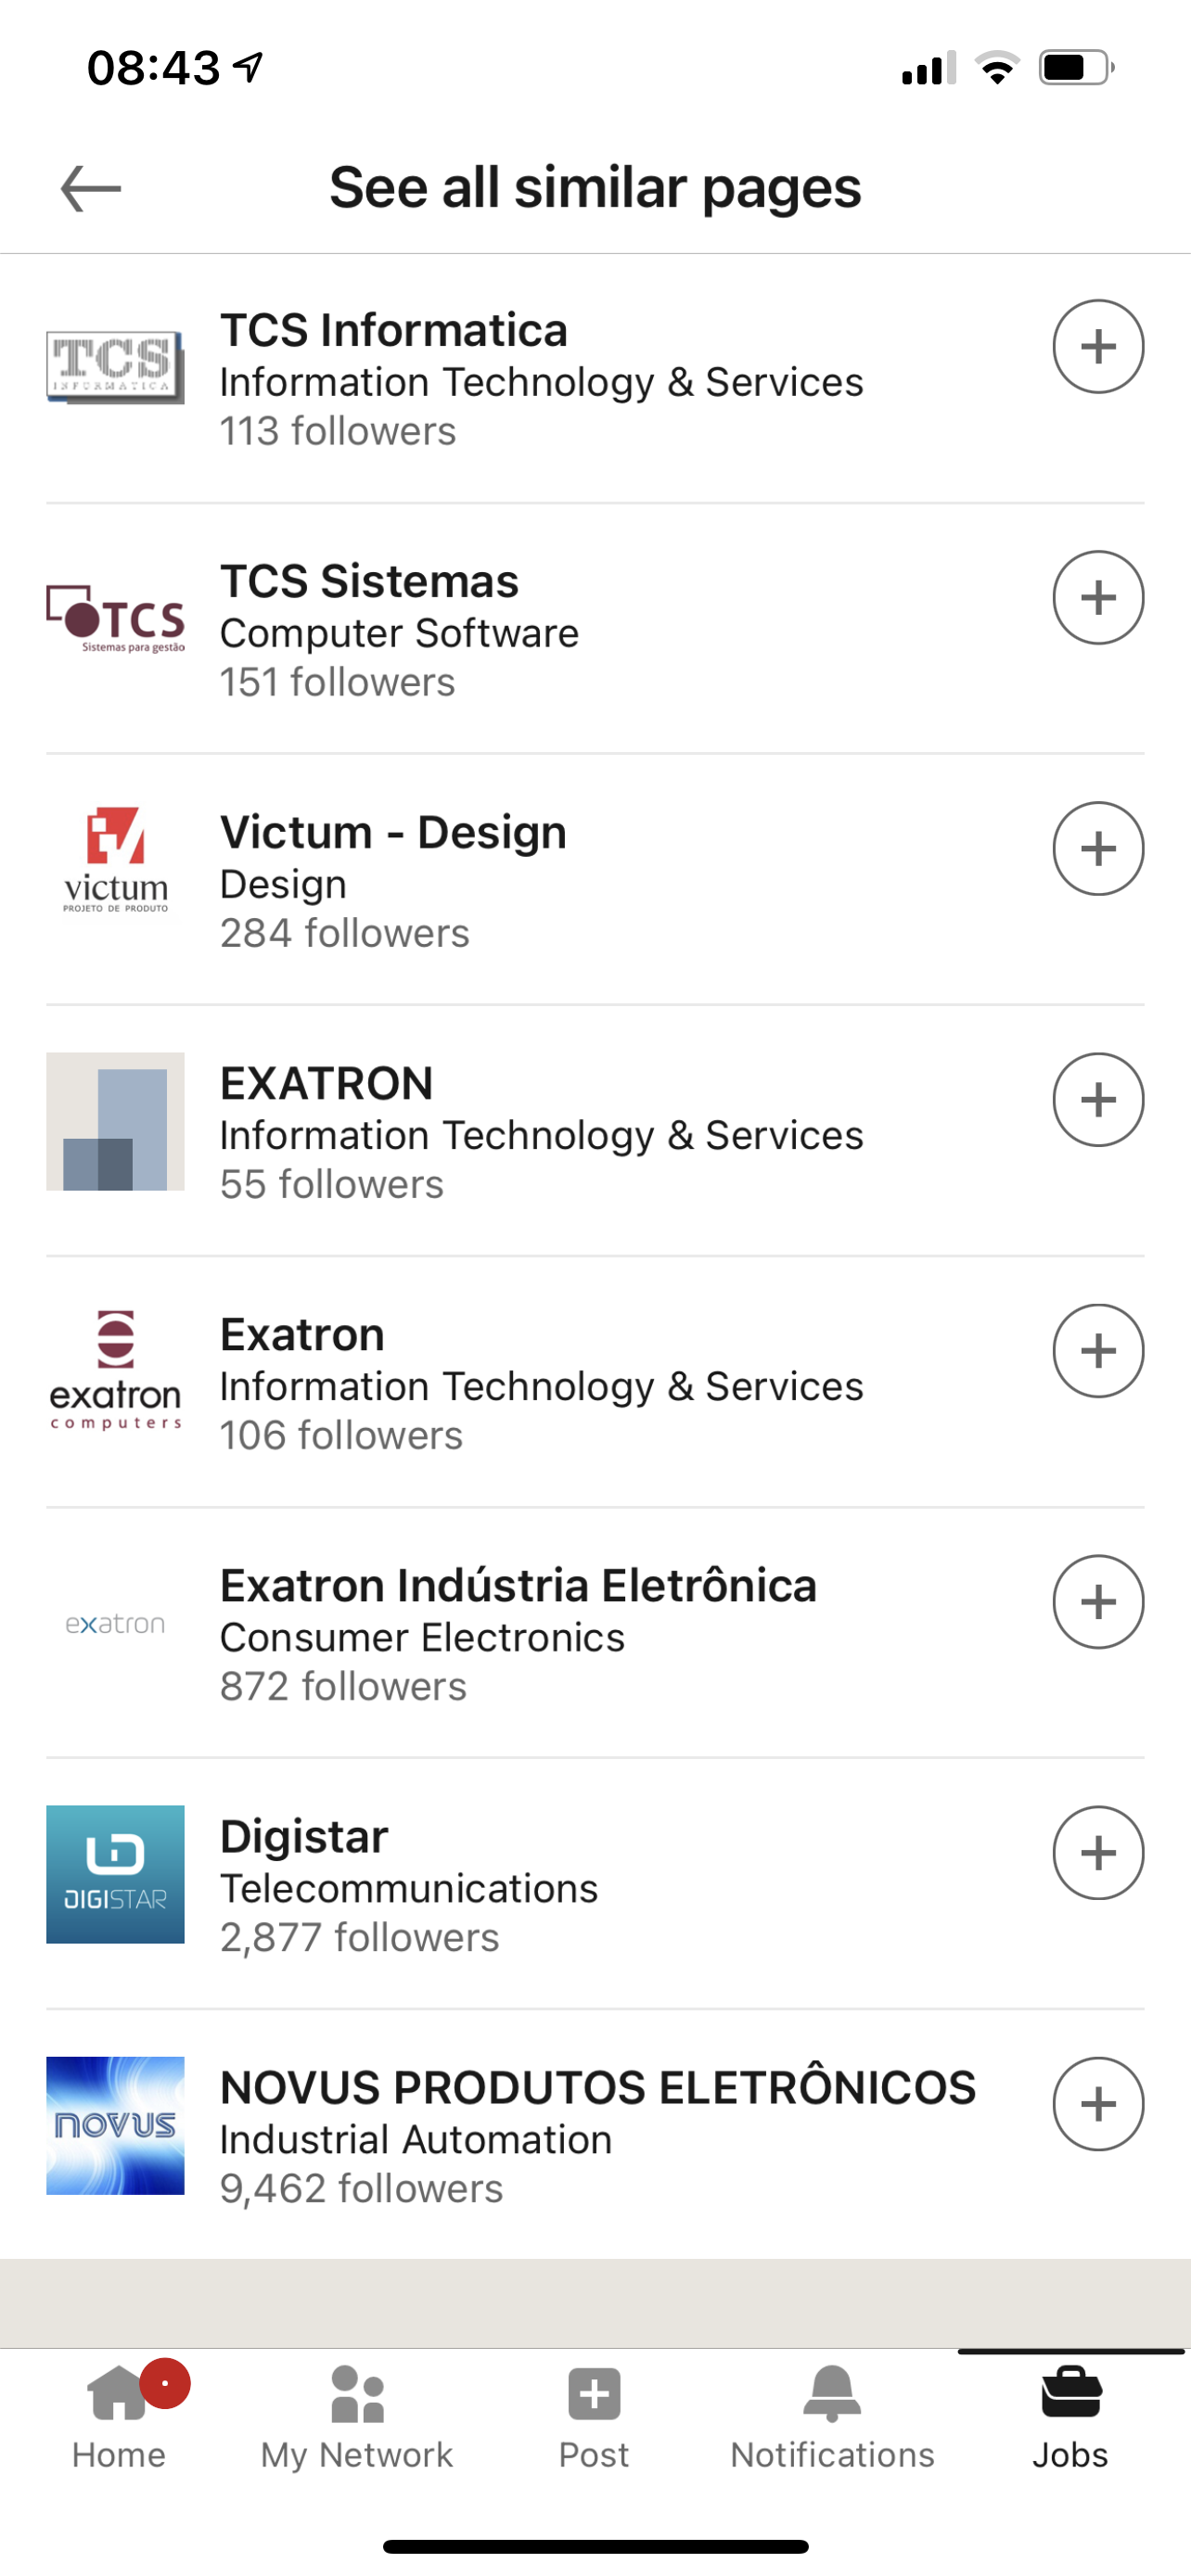 08:43
See all similar pages
TCS
INFORMATICA
TCS Informatica
Information Technology & Services
113 followers
TCS
Sistemas para gestão
TCS Sistemas
Computer Software
151 followers
victum
PROJETO DE PRODUTO
Victum - Design
Design
284 followers
EXATRON
Information Technology & Services
55 followers
exatron
computers
Exatron
Information Technology & Services
106 followers
exatron
Exatron Indústria Eletrônica
Consumer Electronics
872 followers
DIGISTAR
Digistar
Telecommunications
2,877 followers
novus
NOVUS PRODUTOS ELETRÔNICOS
Industrial Automation
9,462 followers
Home
My Network
Post
Notifications
Jobs